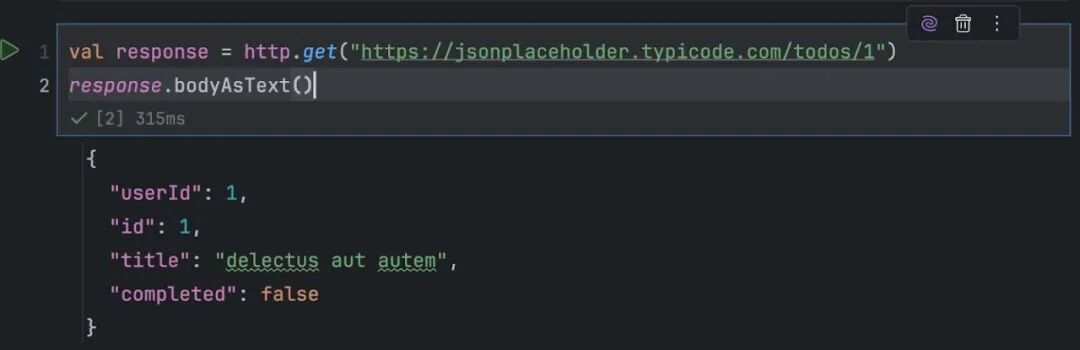 1 val response = http.get("https://jsonplaceholder.typicode.com/todos/1")
2 response.bodyAsText()
[2] 315ms
{
"userId": 1,
"id": 1,
"title": "delectus aut autem",
"completed": false
}